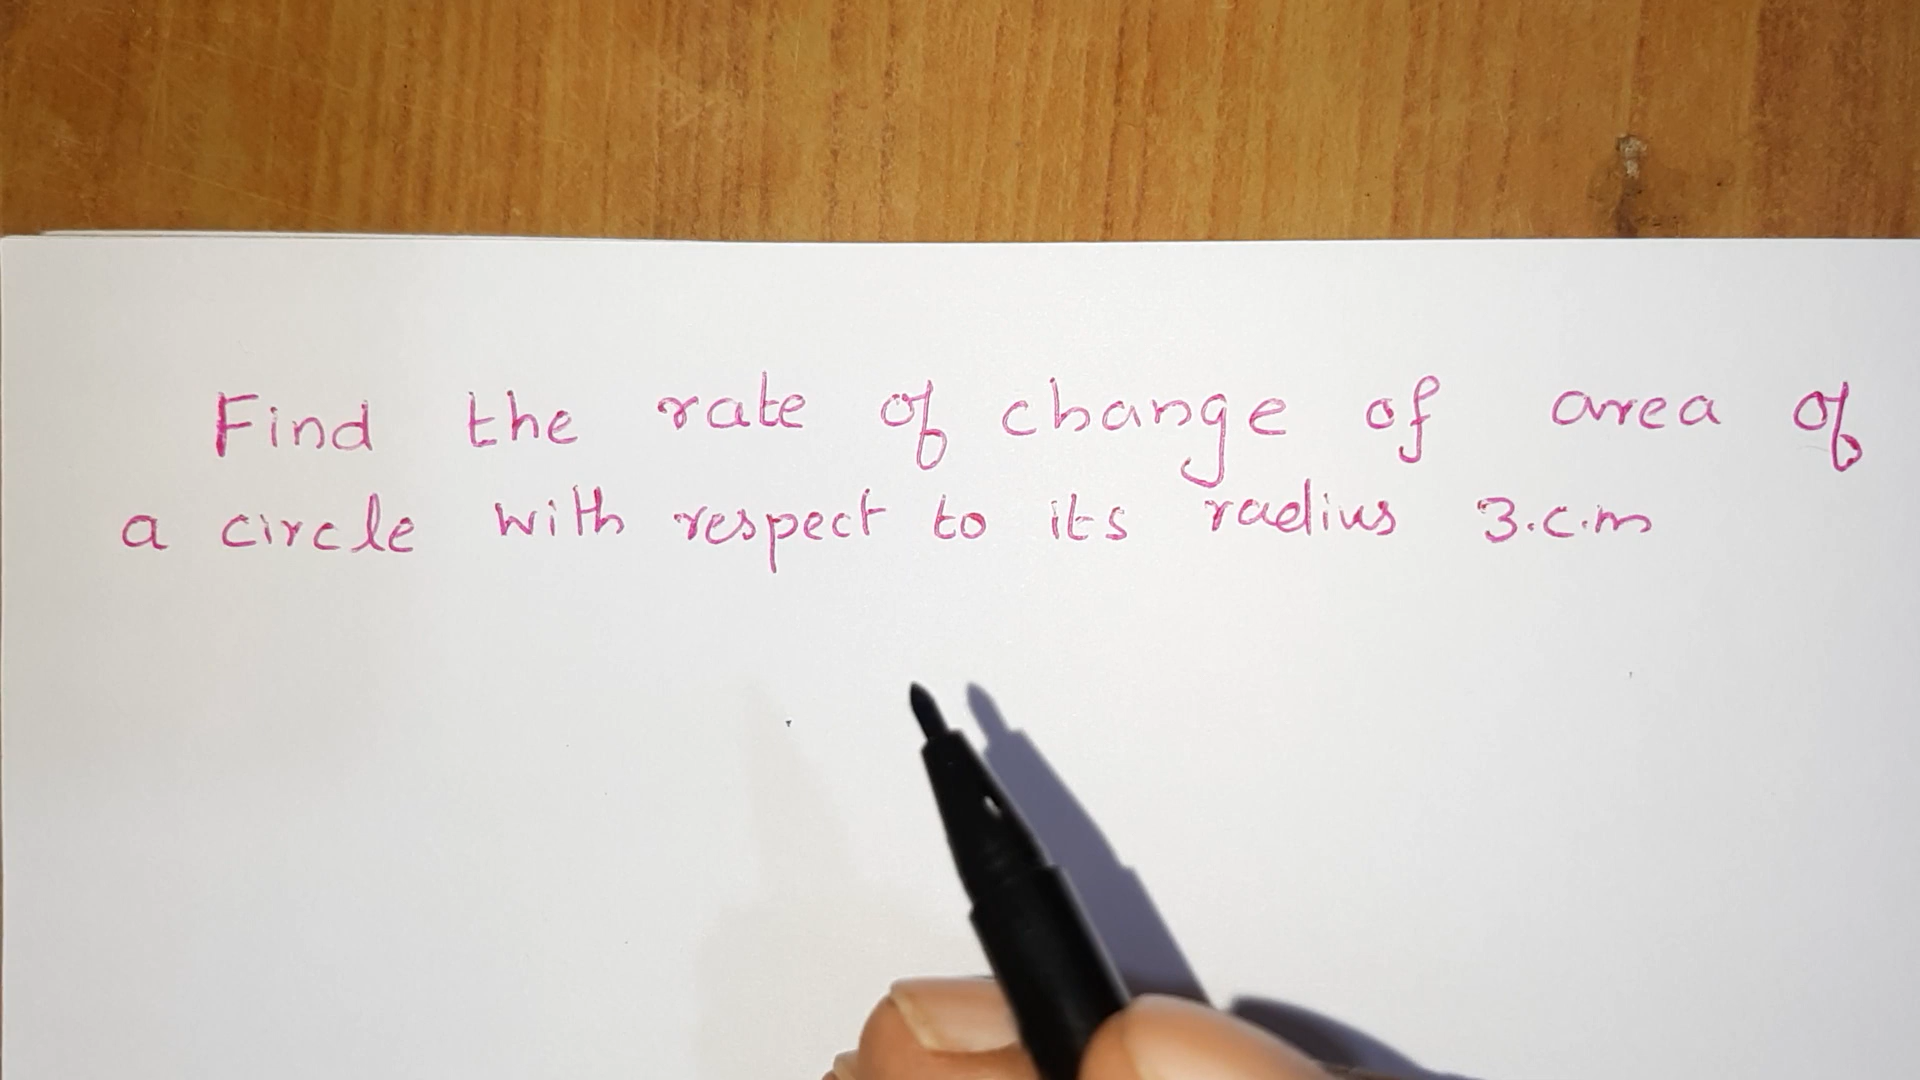 Find the rate of change of area of
a circle with respect to its radius 3.c.m